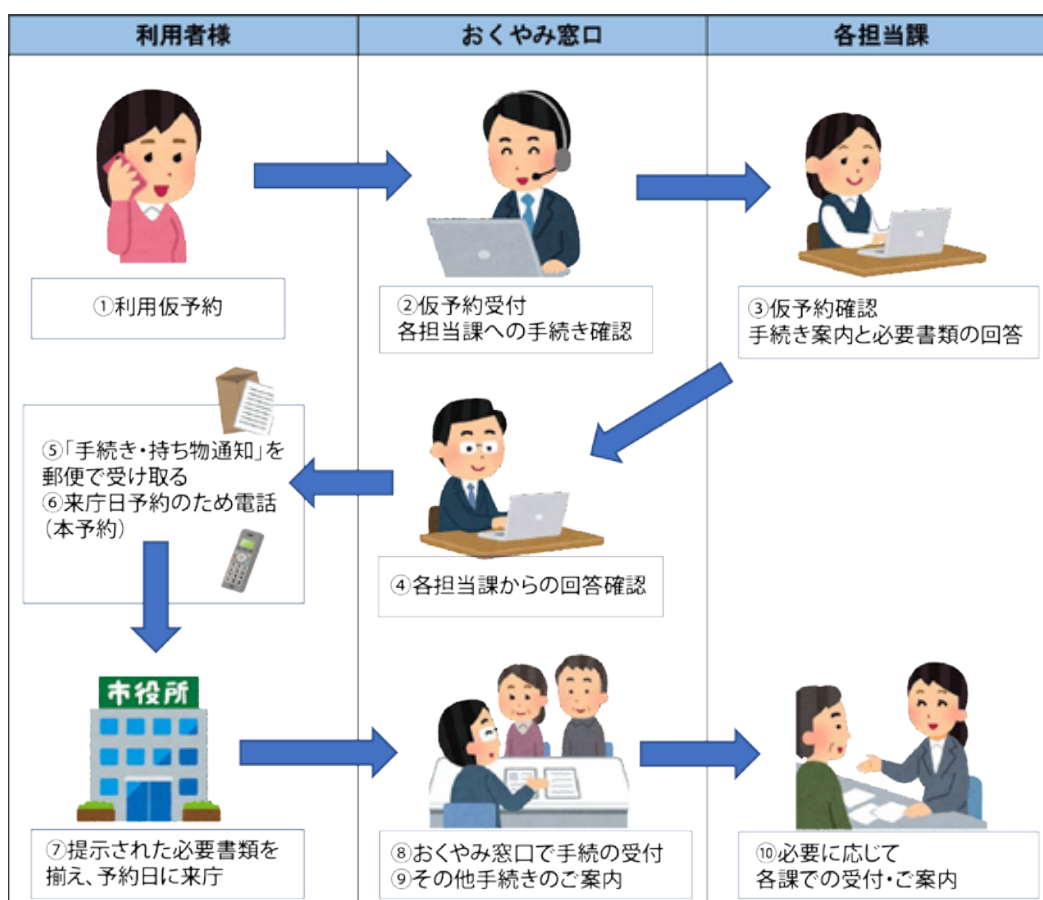 利用者様
おくやみ窓口
各担当課
①利用仮予約
②仮予約受付
各担当課への手続き確認
③仮予約確認
手続き案内と必要書類の回答
④各担当課からの回答確認
⑤「手続き・持ち物通知」を
郵便で受け取る
⑥来庁日予約のため電話
(本予約)
市役所
⑦提示された必要書類を
揃え、予約日に来庁
⑧おくやみ窓口で手続の受付
⑨その他手続きのご案内
⑩必要に応じて
各課での受付・ご案内